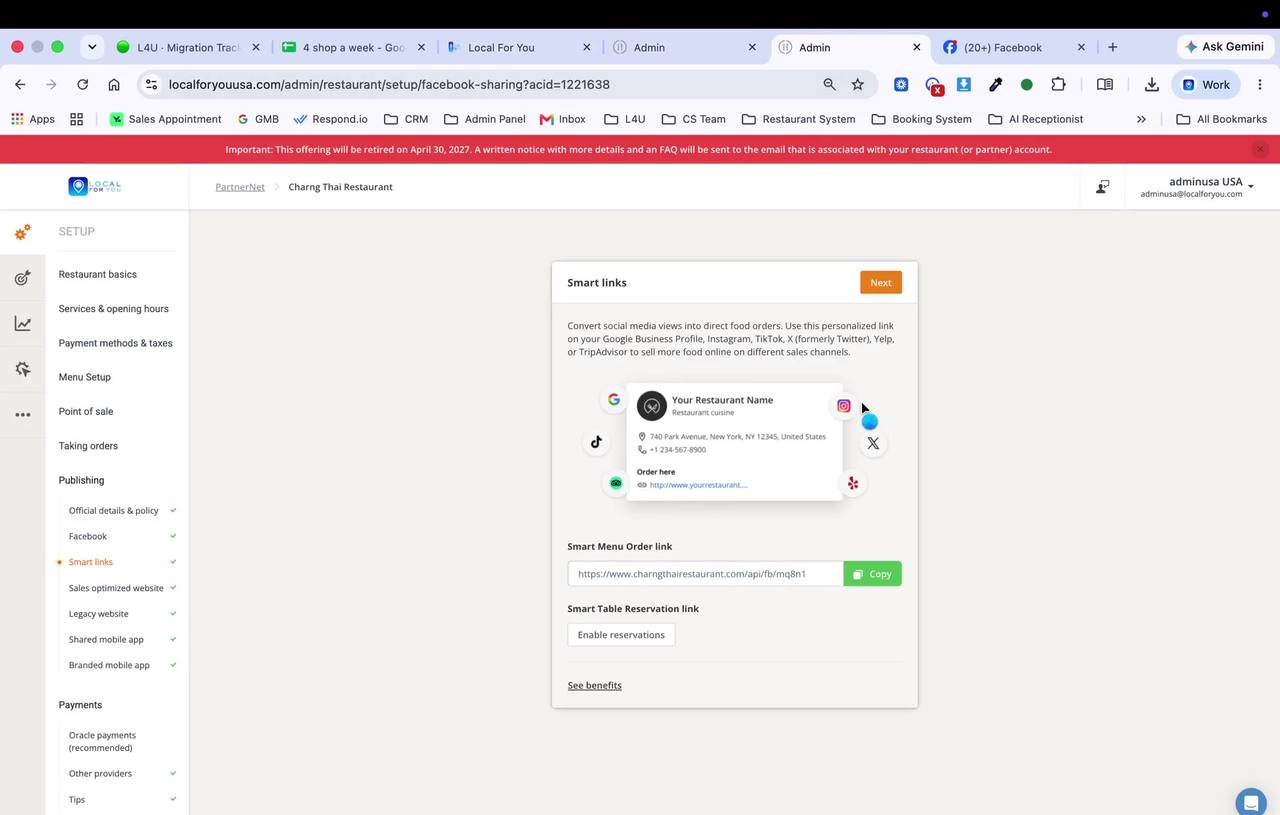 L4U · Migration Trac
4 shop a week - Goo
Local For You
Admin
Admin
(20+) Facebook
Ask Gemini
localforyouusa.com/admin/restaurant/setup/facebook-sharing?acid=1221638
Work
Apps
Sales Appointment
GMB
Respond.io
CRM
Admin Panel
Inbox
L4U
CS Team
Restaurant System
Booking System
AI Receptionist
All Bookmarks
Important: This offering will be retired on April 30, 2027. A written notice with more details and an FAQ will be sent to the email that is associated with your restaurant (or partner) account.
LOCAL
FOR YOU
PartnerNet
Charng Thai Restaurant
adminusa USA
adminusa@localforyou.com
SETUP
Restaurant basics
Services & opening hours
Payment methods & taxes
Menu Setup
Point of sale
Taking orders
Publishing
Official details & policy
Facebook
Smart links
Sales optimized website
Legacy website
Shared mobile app
Branded mobile app
Payments
Oracle payments
(recommended)
Other providers
Tips
Smart links
Next
Convert social media views into direct food orders. Use this personalized link
on your Google Business Profile, Instagram, TikTok, X (formerly Twitter), Yelp,
or TripAdvisor to sell more food online on different sales channels.
Your Restaurant Name
Restaurant cuisine
740 Park Avenue, New York, NY 12345, United States
+1 234-567-8900
Order here
http://www.yourrestaurant....
Smart Menu Order link
https://www.charngthairestaurant.com/api/fb/mq8n1
Copy
Smart Table Reservation link
Enable reservations
See benefits